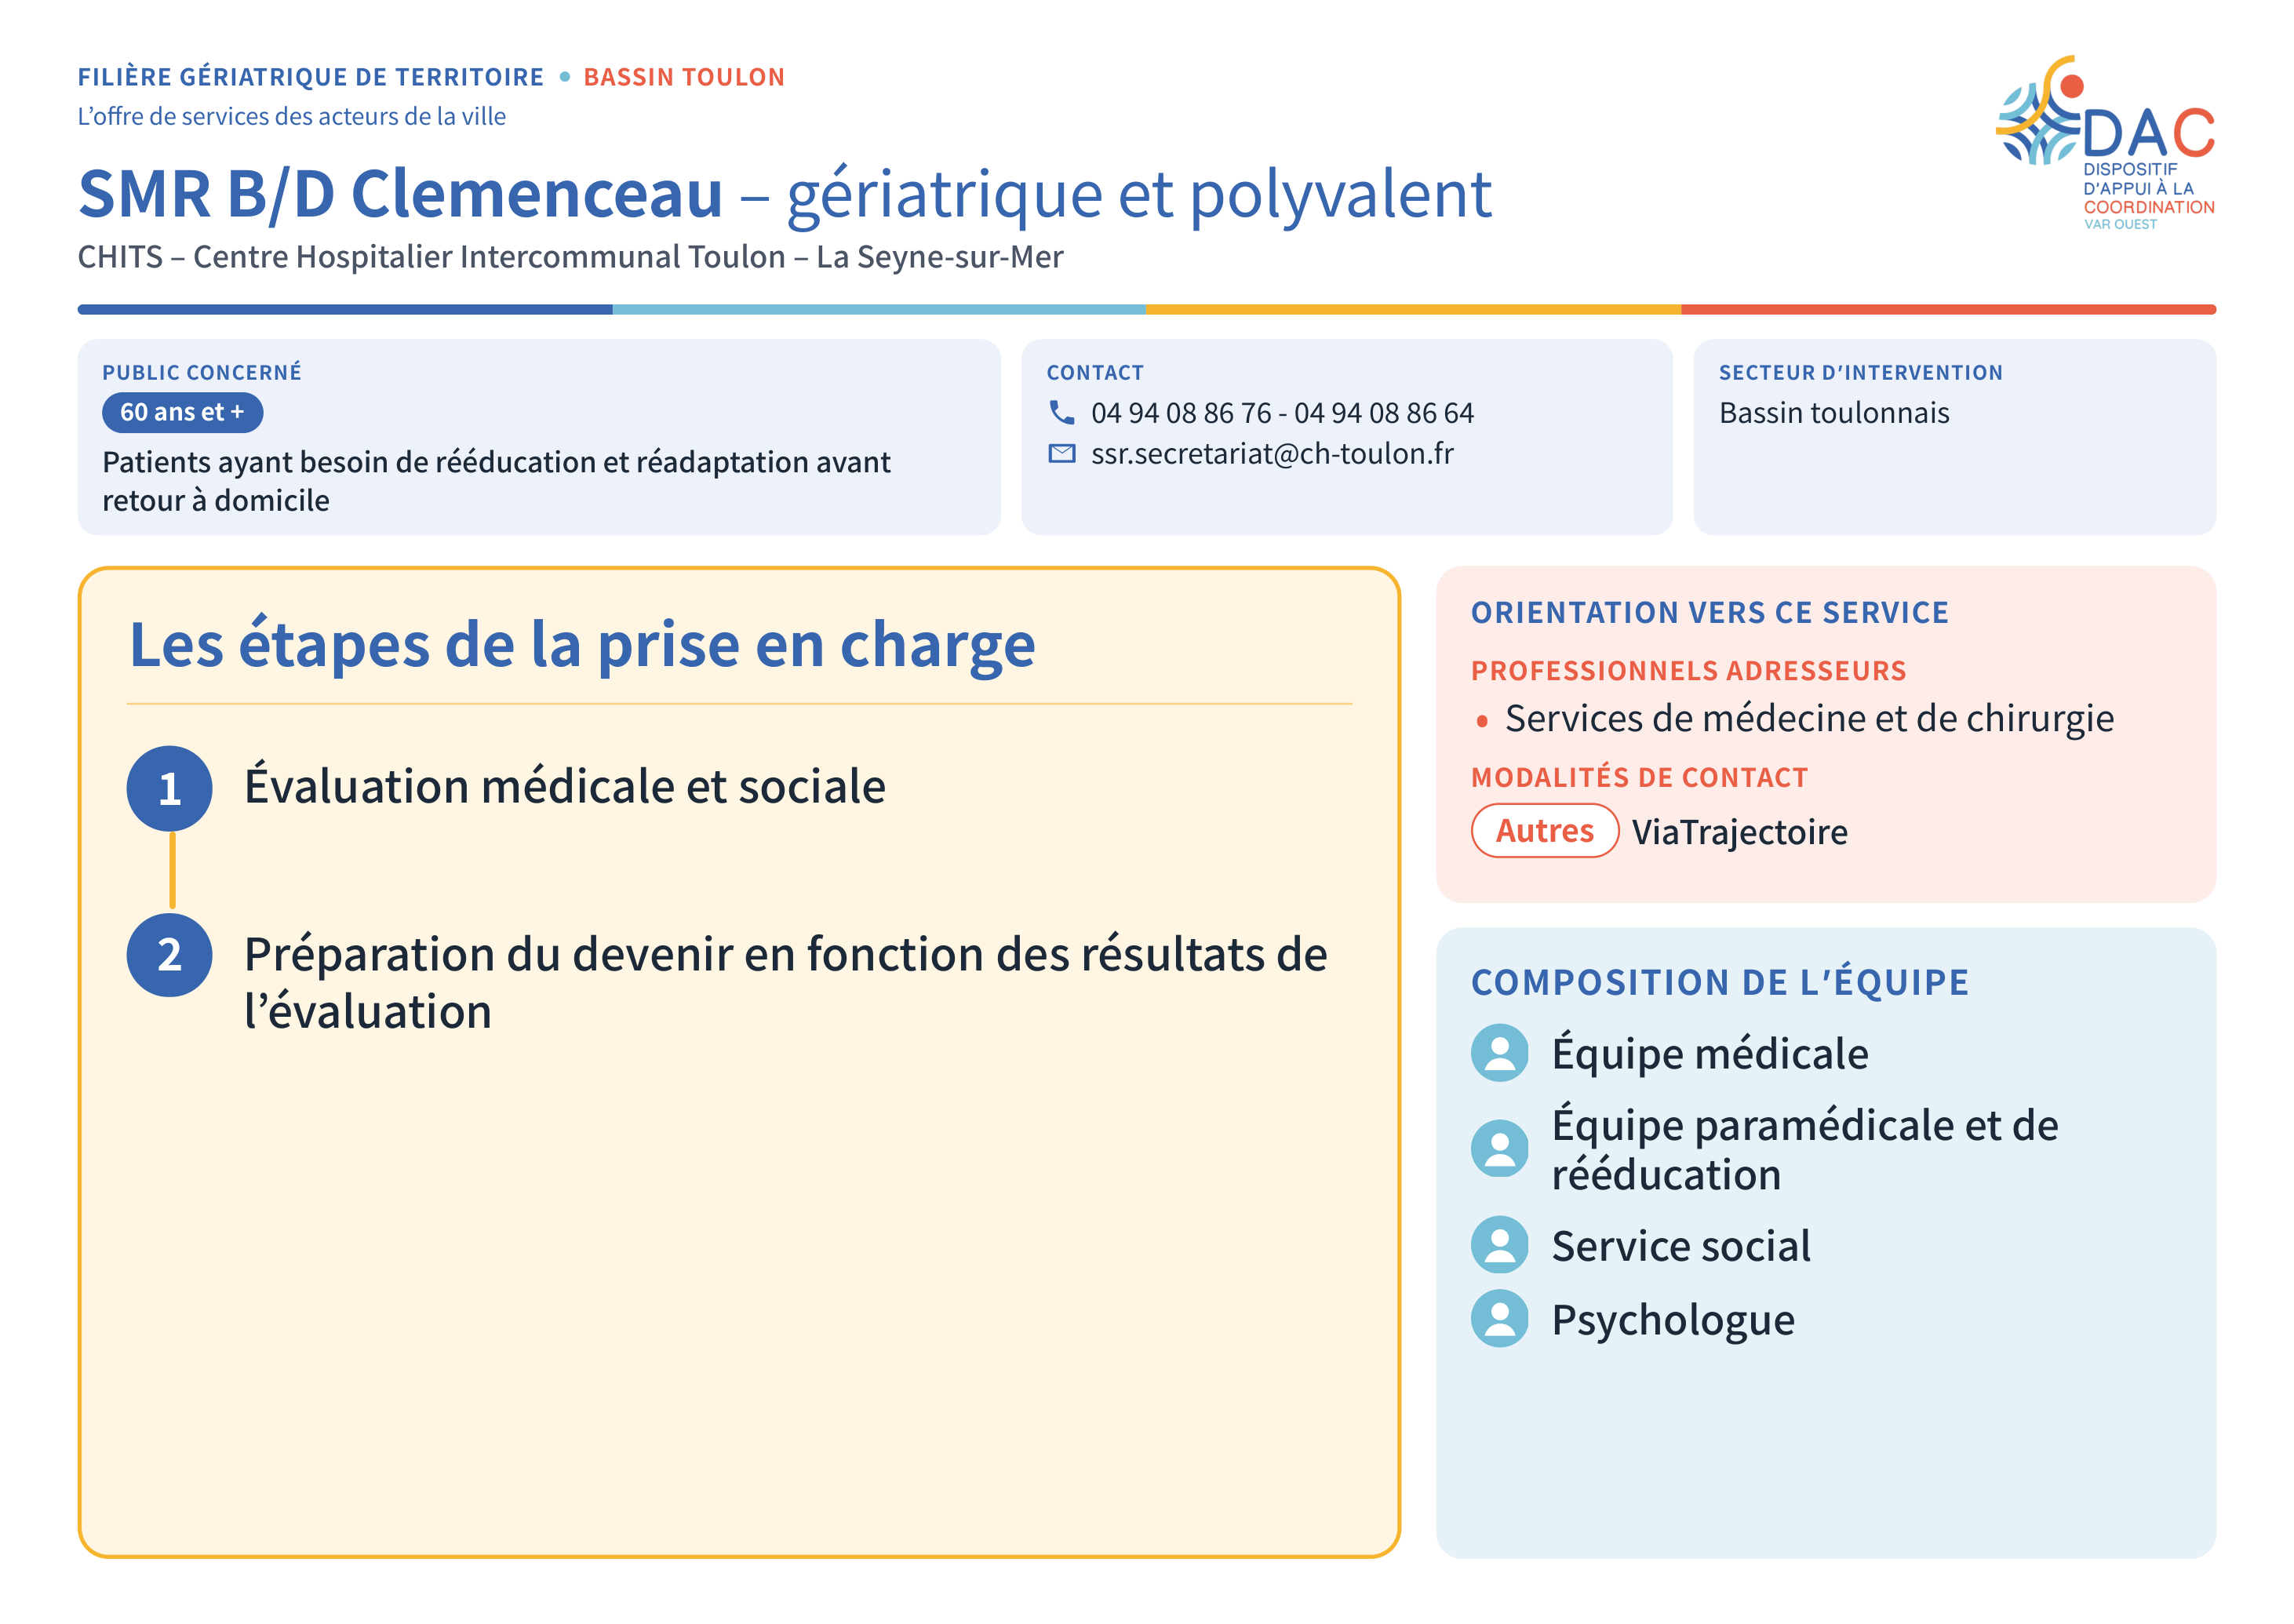 FILIÈRE GÉRIATRIQUE DE TERRITOIRE • BASSIN TOULON
L’offre de services des acteurs de la ville
SMR B/D Clemenceau – gériatrique et polyvalent
CHITS – Centre Hospitalier Intercommunal Toulon – La Seyne-sur-Mer
DAC
DISPOSITIF
D’APPUI À LA
COORDINATION
VAR OUEST
PUBLIC CONCERNÉ
60 ans et +
Patients ayant besoin de rééducation et réadaptation avant
retour à domicile
CONTACT
04 94 08 86 76 - 04 94 08 86 64
ssr.secretariat@ch-toulon.fr
SECTEUR D’INTERVENTION
Bassin toulonnais
Les étapes de la prise en charge
1 Évaluation médicale et sociale
2 Préparation du devenir en fonction des résultats de
l’évaluation
ORIENTATION VERS CE SERVICE
PROFESSIONNELS ADRESSEURS
• Services de médecine et de chirurgie
MODALITÉS DE CONTACT
Autres ViaTrajectoire
COMPOSITION DE L’ÉQUIPE
Équipe médicale
Équipe paramédicale et de
rééducation
Service social
Psychologue